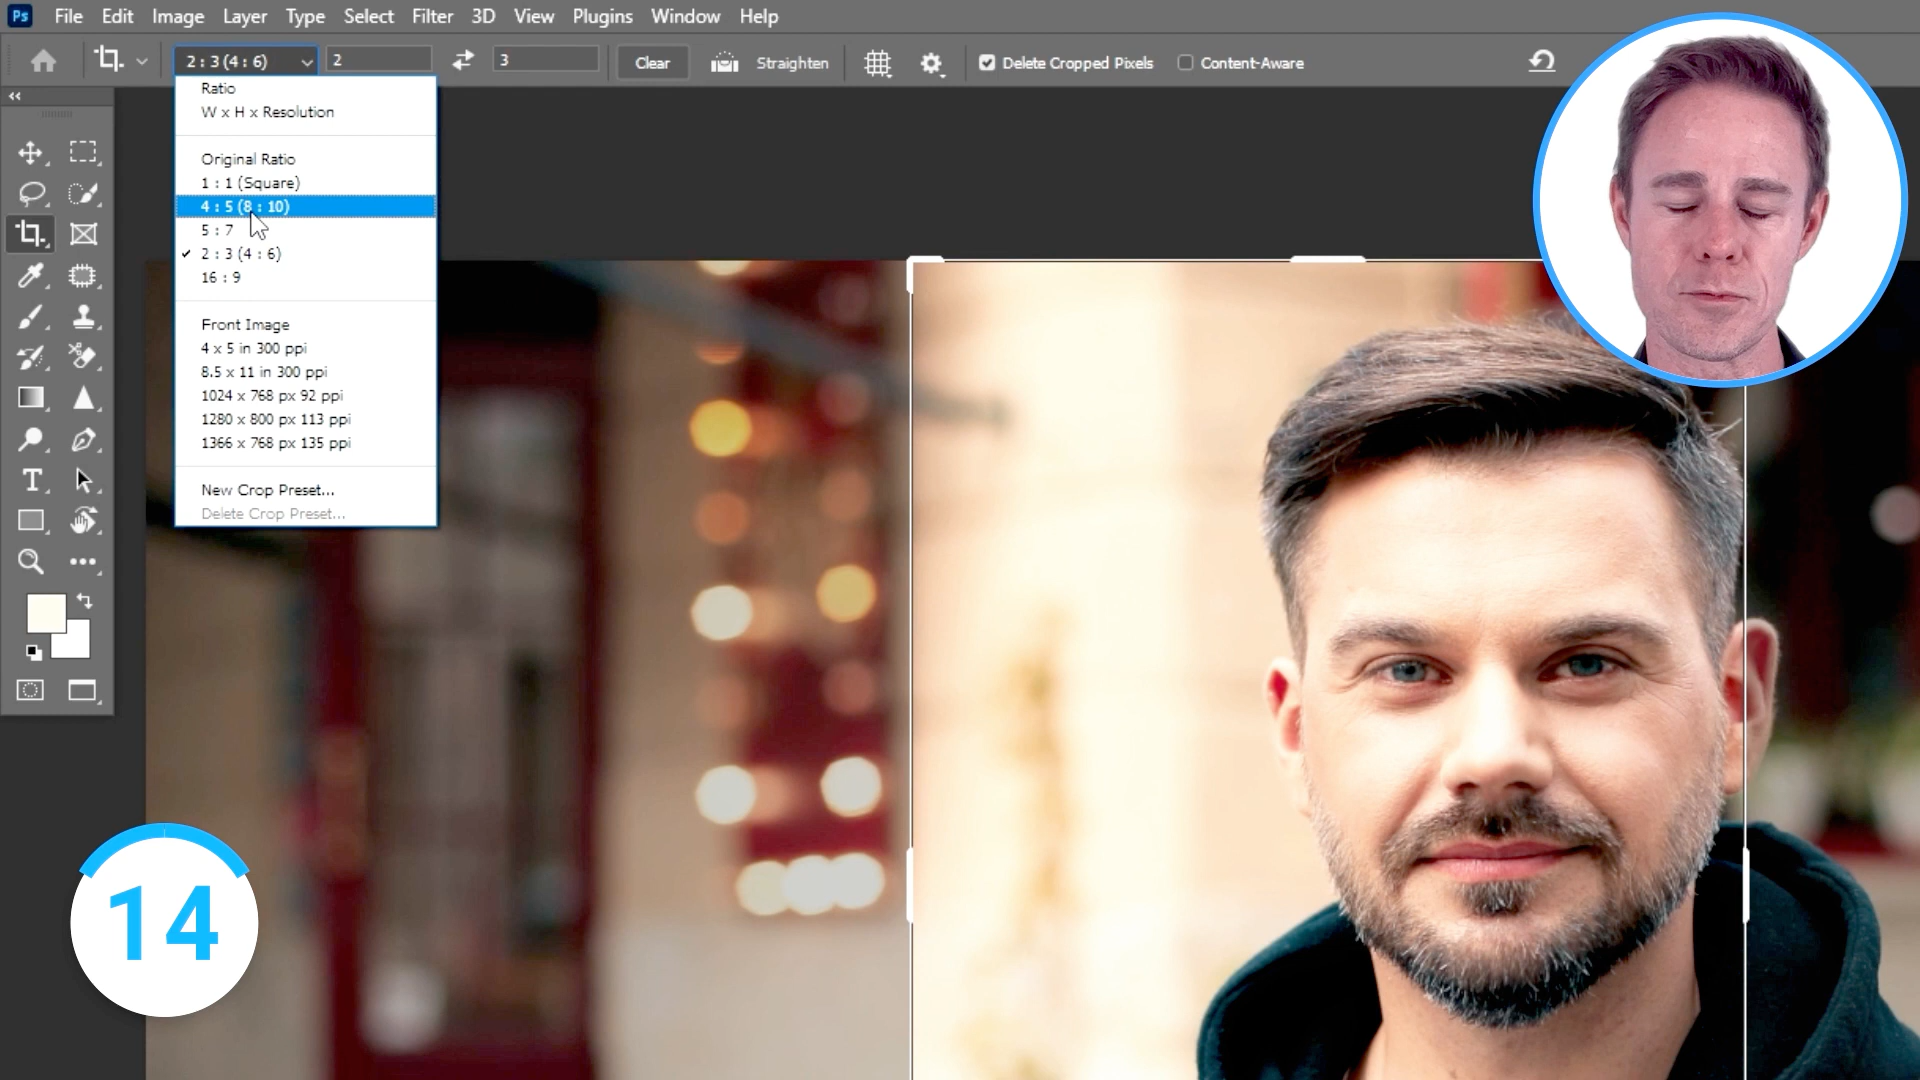 Ps File Edit Image Layer Type Select Filter 3D View Plugins Window Help
2 : 3 (4 : 6) 2 3 Clear Straighten Delete Cropped Pixels Content-Aware
Ratio
W x H x Resolution
Original Ratio
1 : 1 (Square)
4 : 5 (8 : 10)
5 : 7
2 : 3 (4 : 6)
16 : 9
Front Image
4 x 5 in 300 ppi
8.5 x 11 in 300 ppi
1024 x 768 px 92 ppi
1280 x 800 px 113 ppi
1366 x 768 px 135 ppi
New Crop Preset...
Delete Crop Preset...
14